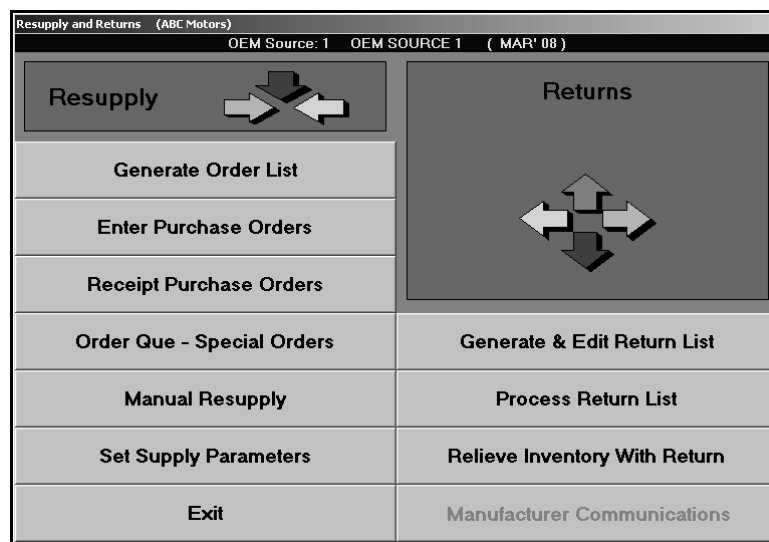 Resupply and Returns (ABC Motors)
OEM Source: 1 OEM SOURCE 1 ( MAR' 08 )
Resupply
Returns
Generate Order List
Enter Purchase Orders
Receipt Purchase Orders
Order Que - Special Orders
Generate & Edit Return List
Manual Resupply
Process Return List
Set Supply Parameters
Relieve Inventory With Return
Exit
Manufacturer Communications